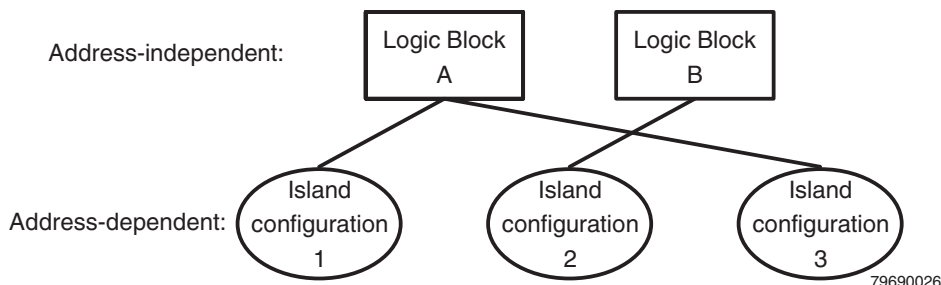 Address-independent:
Logic Block
A
Logic Block
B
Address-dependent:
Island
configuration
1
Island
configuration
2
Island
configuration
3
79690026